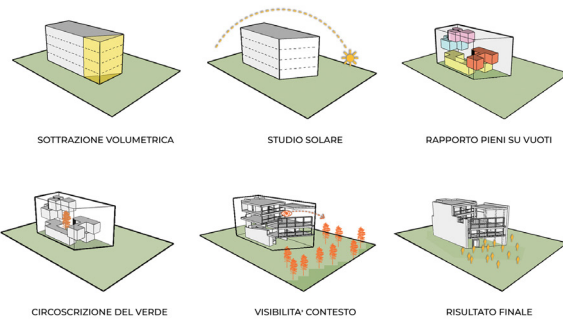 SOTTRAZIONE VOLUMETRICA
STUDIO SOLARE
RAPPORTO PIENI SU VUOTI
CIRCOSCRIZIONE DEL VERDE
VISIBILITA' CONTESTO
RISULTATO FINALE